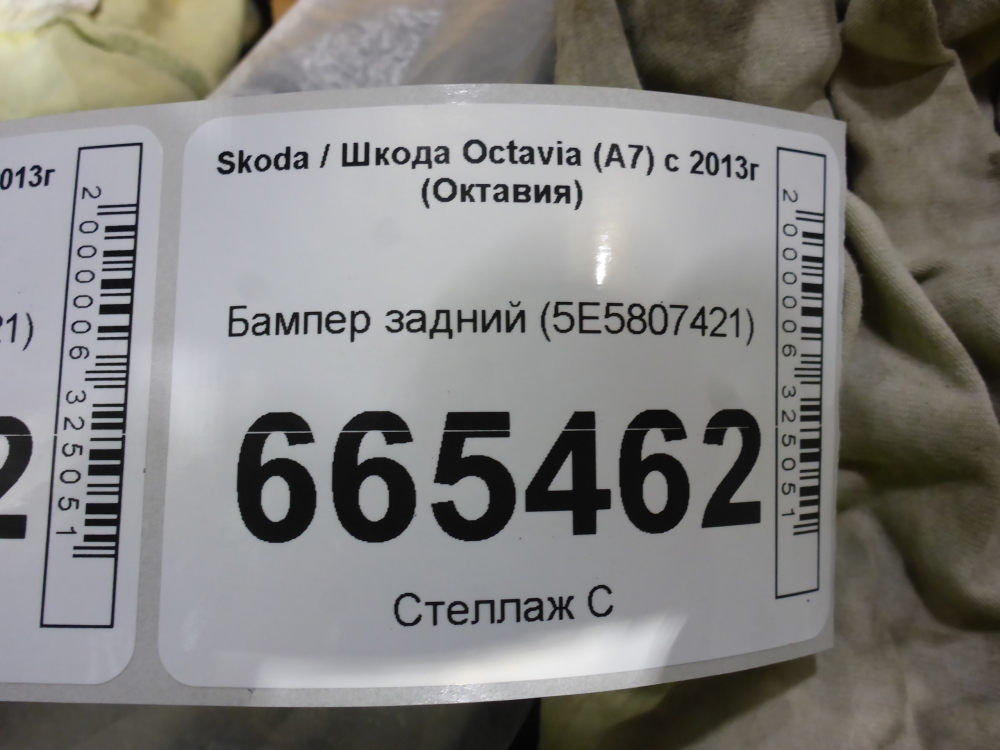 013г
21)
2
2000006325051
Skoda / Шкода Octavia (A7) с 2013г
(Октавия)
Бампер задний (5E5807421)
665462
Стеллаж С
2000006325051